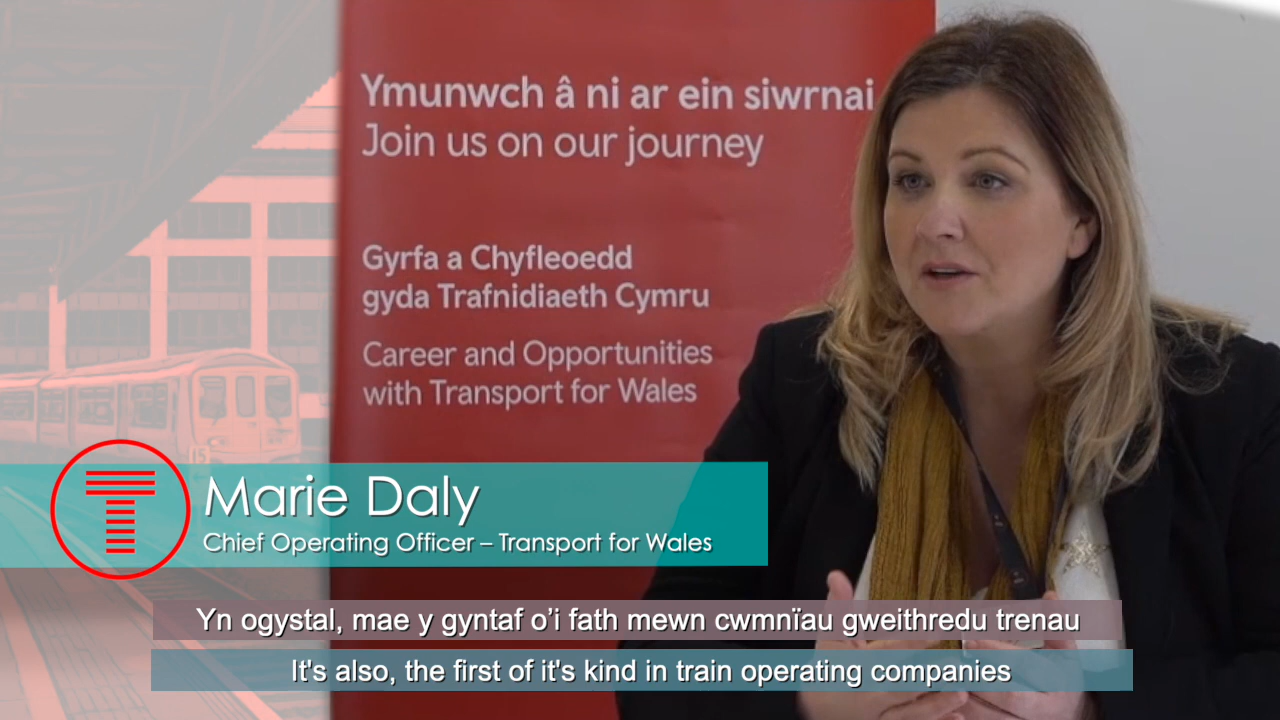 Ymunwch â ni ar ein siwrnai
Join us on our journey
Gyrfa a Chyfleoedd
gyda Trafnidiaeth Cymru
Career and Opportunities
with Transport for Wales
15
T
Marie Daly
Chief Operating Officer – Transport for Wales
Yn ogystal, mae y gyntaf o’i fath mewn cwmnïau gweithredu trenau
It's also, the first of it's kind in train operating companies